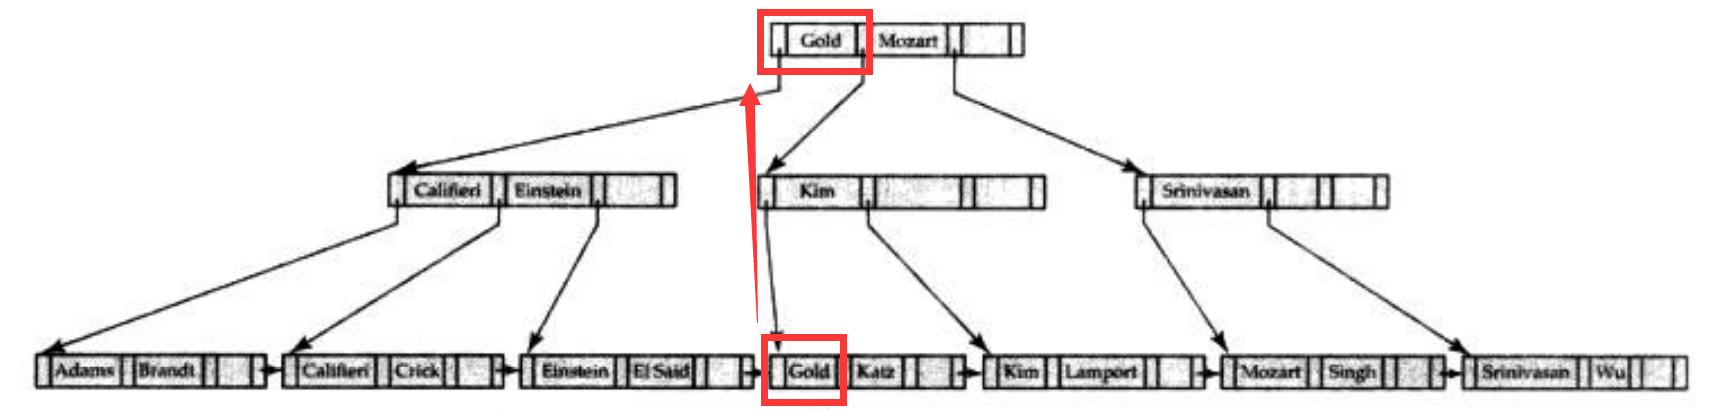 Gold Mozart
Califieri Einstein Kim Srinivasan
Adams Brandt Califieri Crick Einstein El Said Gold Katz Kim Lamport Mozart Singh Srinivasan Wu